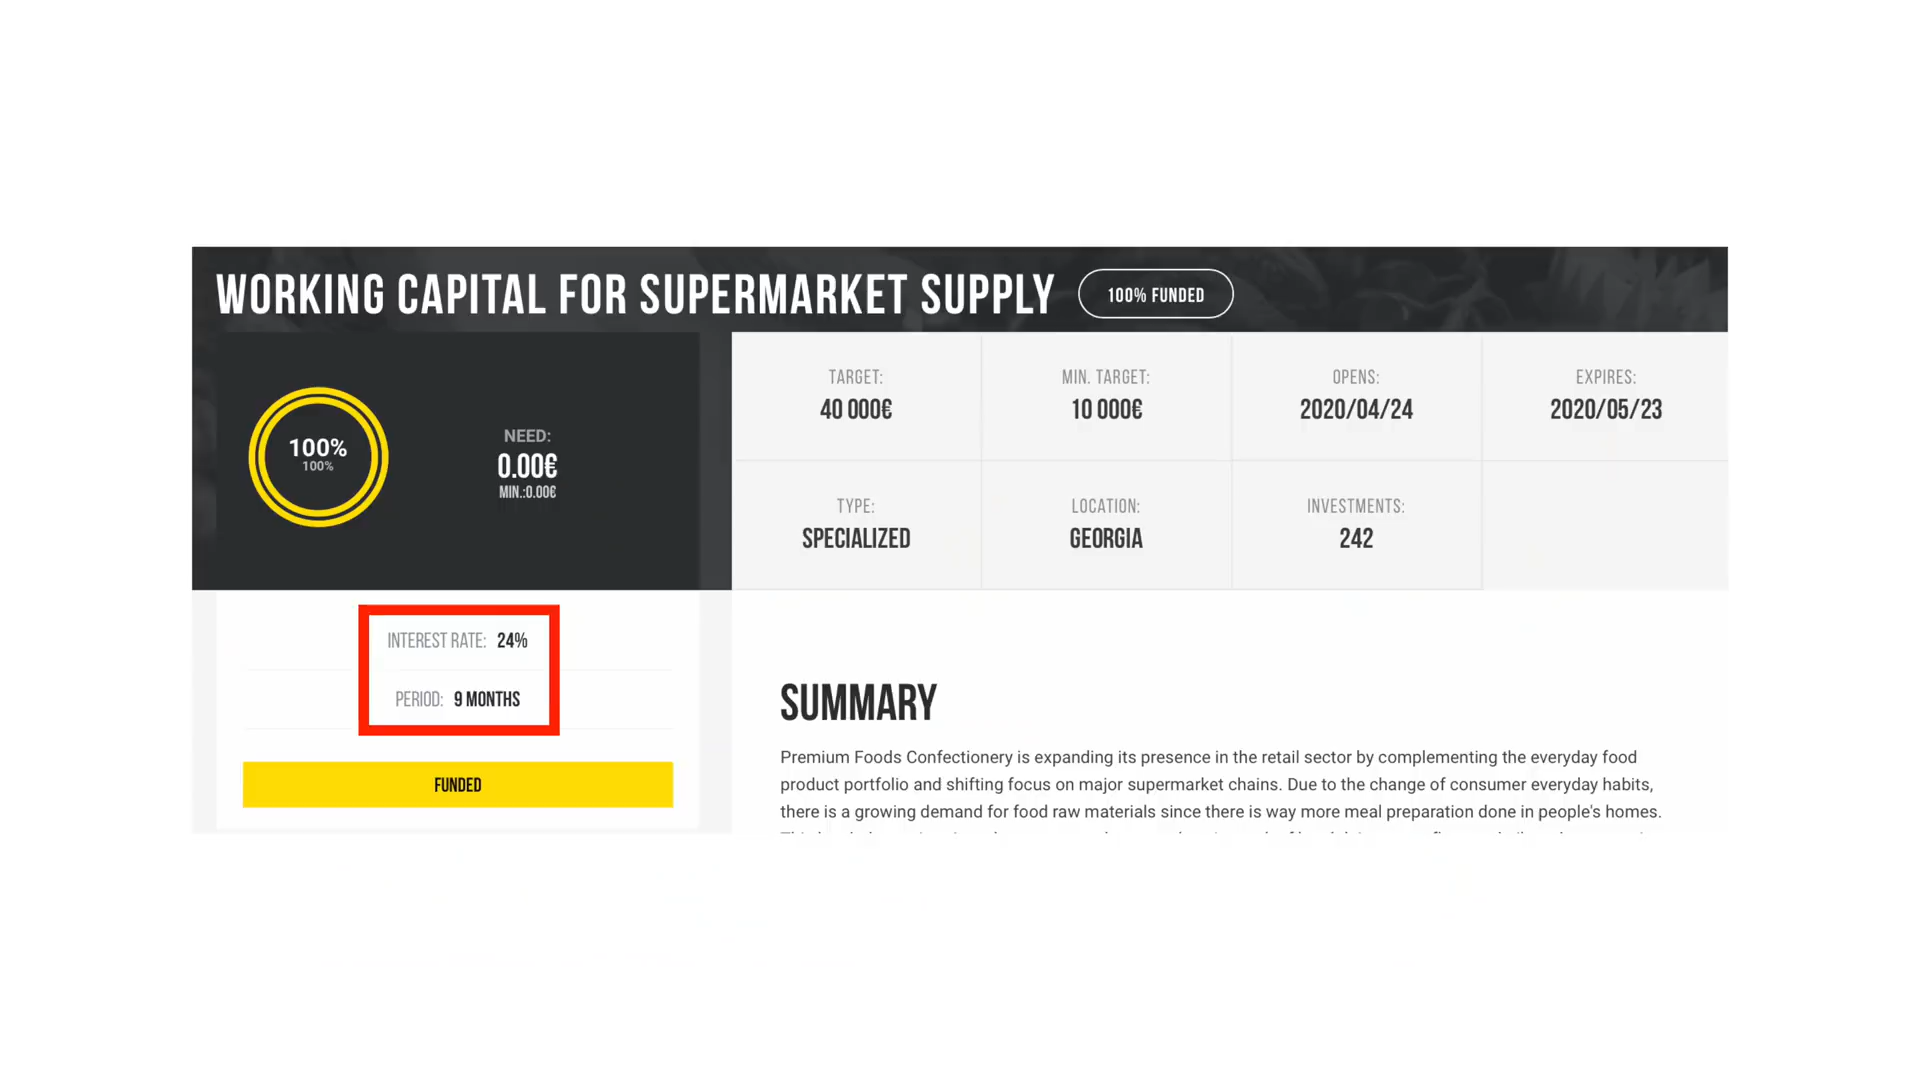 WORKING CAPITAL FOR SUPERMARKET SUPPLY
100% FUNDED
100%
100%
NEED:
0.00€
MIN.:0.00€
TARGET:
40 000€
MIN. TARGET:
10 000€
OPENS:
2020/04/24
EXPIRES:
2020/05/23
TYPE:
SPECIALIZED
LOCATION:
GEORGIA
INVESTMENTS:
242
INTEREST RATE: 24%
PERIOD: 9 MONTHS
FUNDED
SUMMARY
Premium Foods Confectionery is expanding its presence in the retail sector by complementing the everyday food
product portfolio and shifting focus on major supermarket chains. Due to the change of consumer everyday habits,
there is a growing demand for food raw materials since there is way more meal preparation done in people's homes.